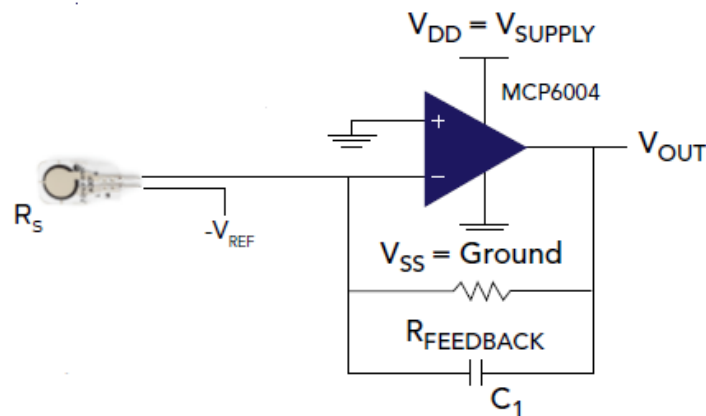 V_DD = V_SUPPLY
MCP6004
+
V_OUT
−
R_S
-V_REF
V_SS = Ground
R_FEEDBACK
C_1